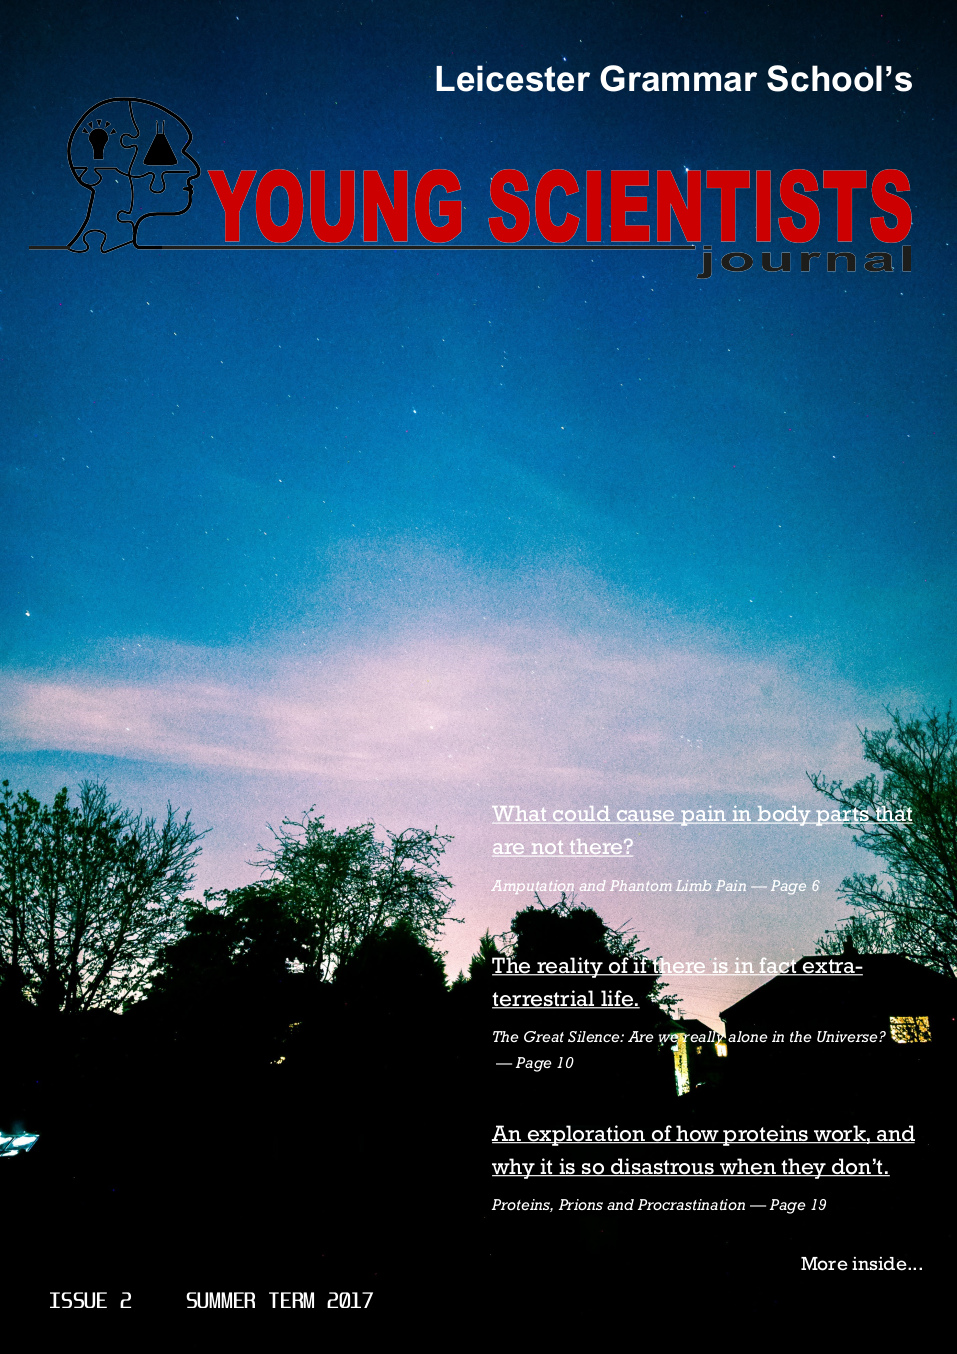 Leicester Grammar School’s
YOUNG SCIENTISTS
journal
What could cause pain in body parts that
are not there?
Amputation and Phantom Limb Pain — Page 6
The reality of if there is in fact extra-
terrestrial life.
The Great Silence: Are we really alone in the Universe?
— Page 10
An exploration of how proteins work, and
why it is so disastrous when they don’t.
Proteins, Prions and Procrastination — Page 19
More inside...
ISSUE 2 SUMMER TERM 2017